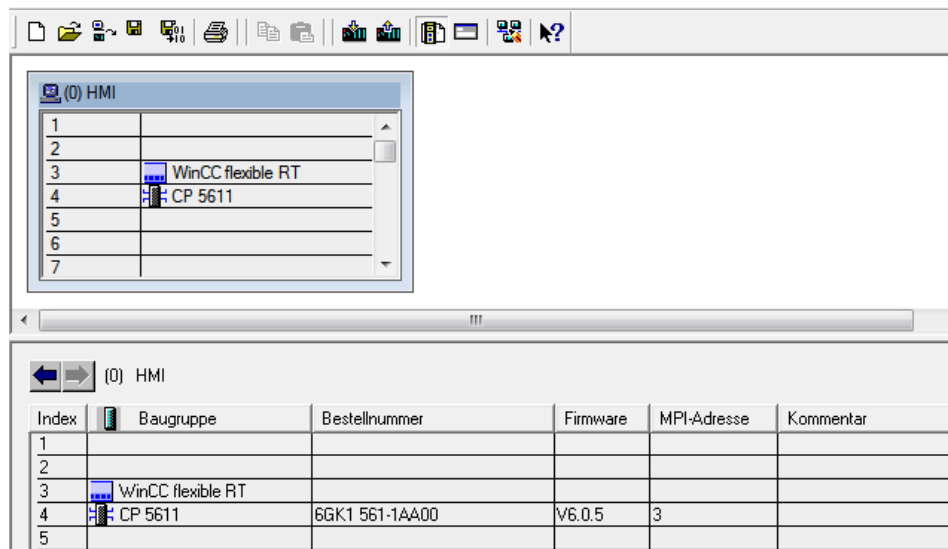 (0) HMI
1
2
3 WinCC flexible RT
4 CP 5611
5
6
7
(0) HMI
Index Baugruppe Bestellnummer Firmware MPI-Adresse Kommentar
1
2
3 WinCC flexible RT
4 CP 5611 6GK1 561-1AA00 V6.0.5 3
5